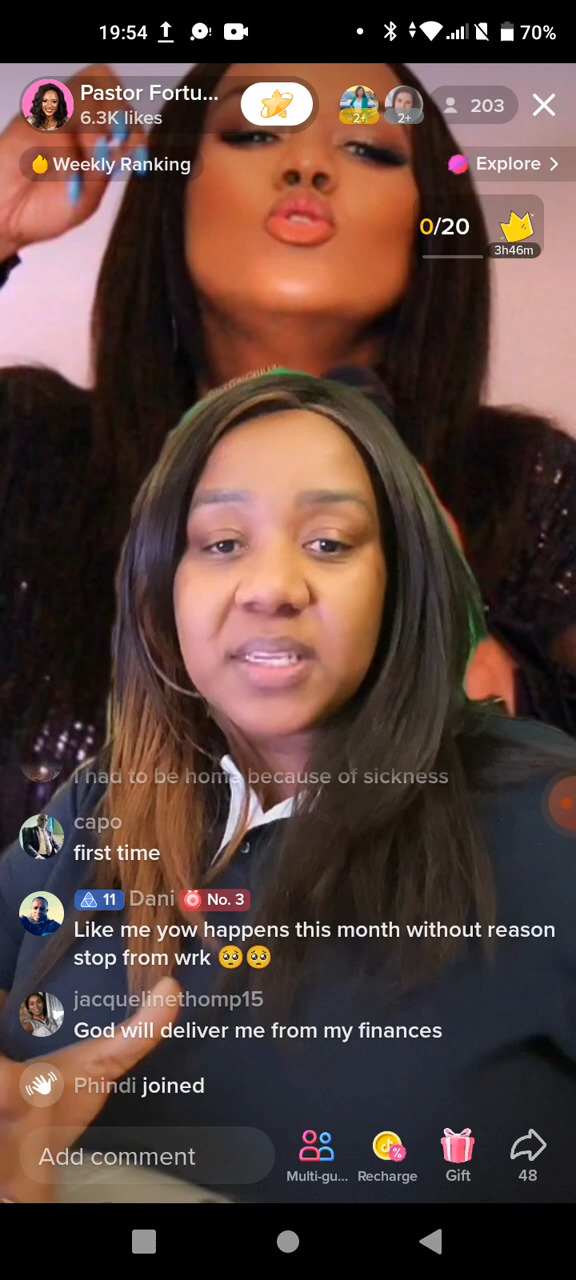 19:54
70%
Pastor Fortu...
6.3K likes
2+
2+
203
Weekly Ranking
Explore >
0/20
3h46m
I had to be home because of sickness
capo
first time
11 Dani No. 3
Like me yow happens this month without reason
stop from wrk 🥺🥺
jacquelinethomp15
God will deliver me from my finances
Phindi joined
Add comment
Multi-gu...
Recharge
Gift
48